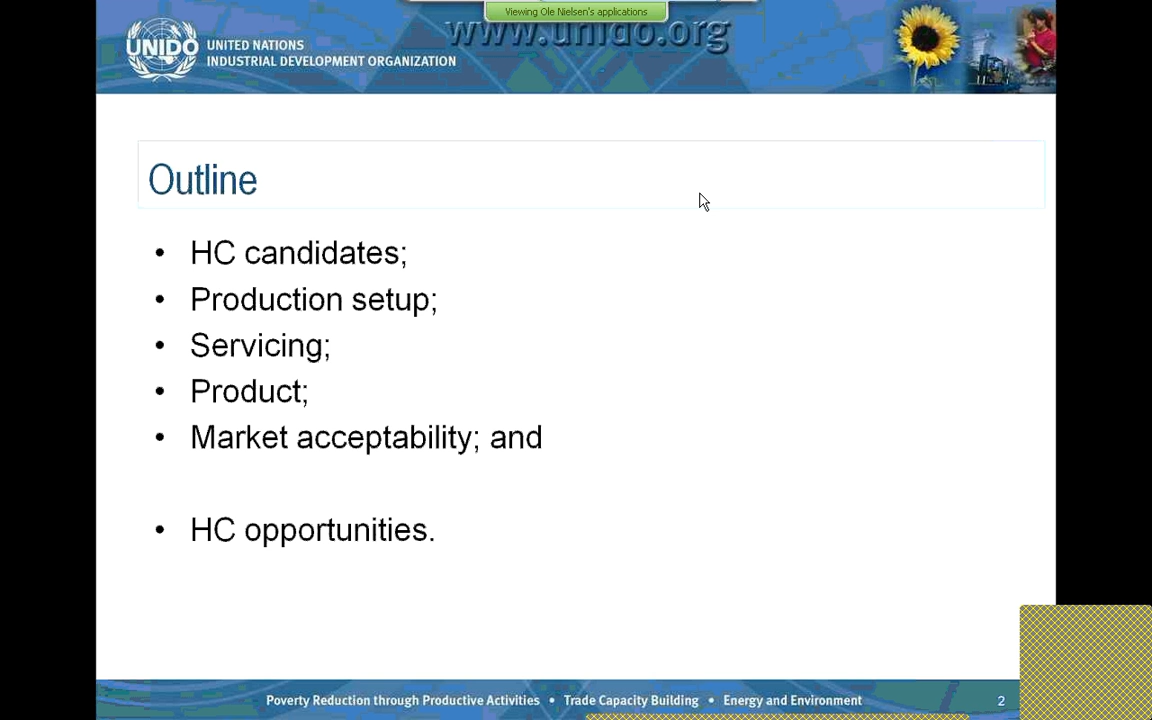 Viewing Ole Nielsen's applications
www.unido.org
UNIDO
UNITED NATIONS
INDUSTRIAL DEVELOPMENT ORGANIZATION
Outline
• HC candidates;
• Production setup;
• Servicing;
• Product;
• Market acceptability; and
• HC opportunities.
Poverty Reduction through Productive Activities • Trade Capacity Building • Energy and Environment
2